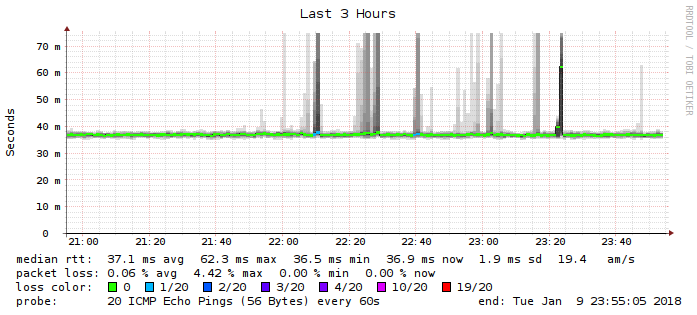 Last 3 Hours
RRDTOOL / TOBI OETIKER
Seconds
70 m
60 m
50 m
40 m
30 m
20 m
10 m
0
21:00 21:20 21:40 22:00 22:20 22:40 23:00 23:20 23:40
median rtt: 37.1 ms avg 62.3 ms max 36.5 ms min 36.9 ms now 1.9 ms sd 19.4 am/s
packet loss: 0.06 % avg 4.42 % max 0.00 % min 0.00 % now
loss color: 0 1/20 2/20 3/20 4/20 10/20 19/20
probe: 20 ICMP Echo Pings (56 Bytes) every 60s end: Tue Jan 9 23:55:05 2018